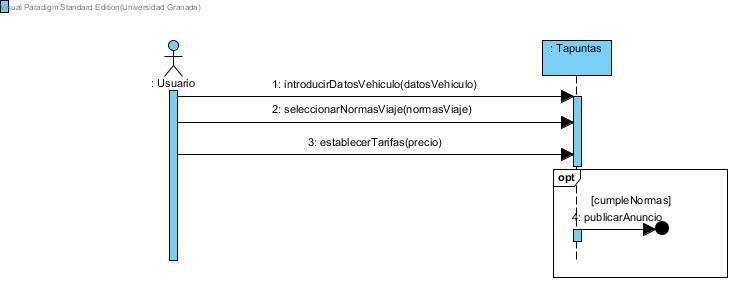 Visual Paradigm Standard Edition(Universidad Granada)
: Usuario
: Tapuntas
1: introducirDatosVehiculo(datosVehiculo)
2: seleccionarNormasViaje(normasViaje)
3: establecerTarifas(precio)
opt
[cumpleNormas]
4: publicarAnuncio